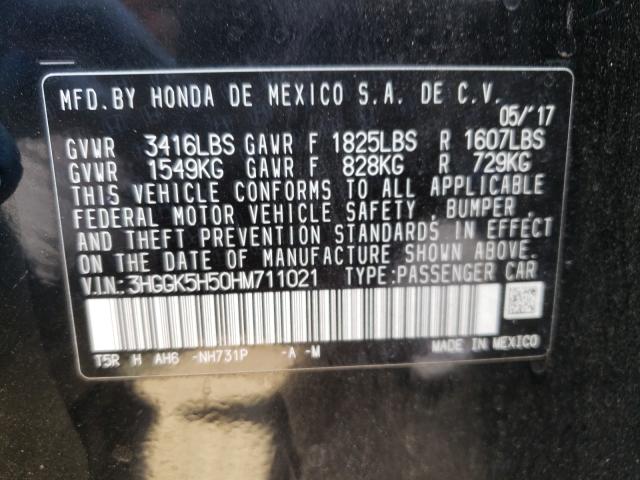 MFD. BY HONDA DE MEXICO S.A. DE C.V.
05/'17
GVWR 3416LBS GAWR F 1825LBS R 1607LBS
GVWR 1549KG GAWR F 828KG R 729KG
THIS VEHICLE CONFORMS TO ALL APPLICABLE
FEDERAL MOTOR VEHICLE SAFETY , BUMPER ,
AND THEFT PREVENTION STANDARDS IN EFFECT
ON THE DATE OF MANUFACTURE SHOWN ABOVE.
V.I.N.:3HGGK5H50HM711021 TYPE:PASSENGER CAR
T5R H AH6 -NH731P -A -M
MADE IN MEXICO